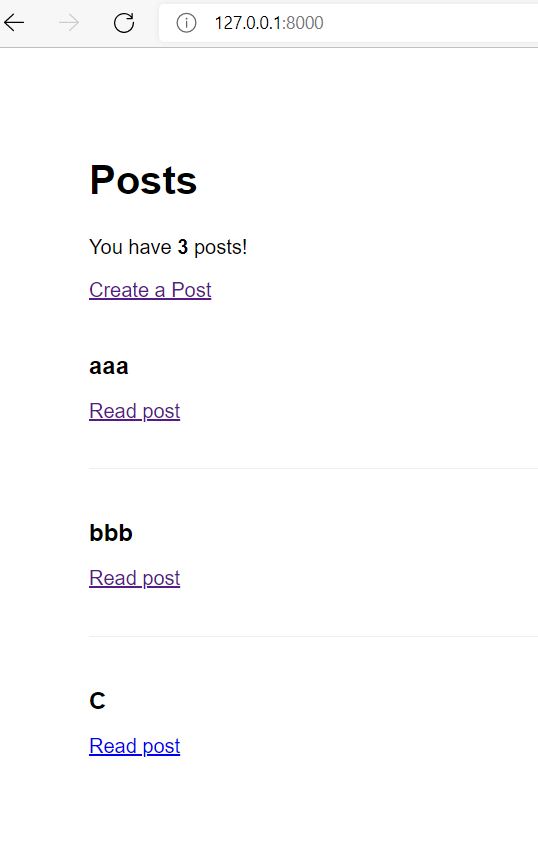 127.0.0.1:8000
Posts
You have 3 posts!
Create a Post
aaa
Read post
bbb
Read post
C
Read post